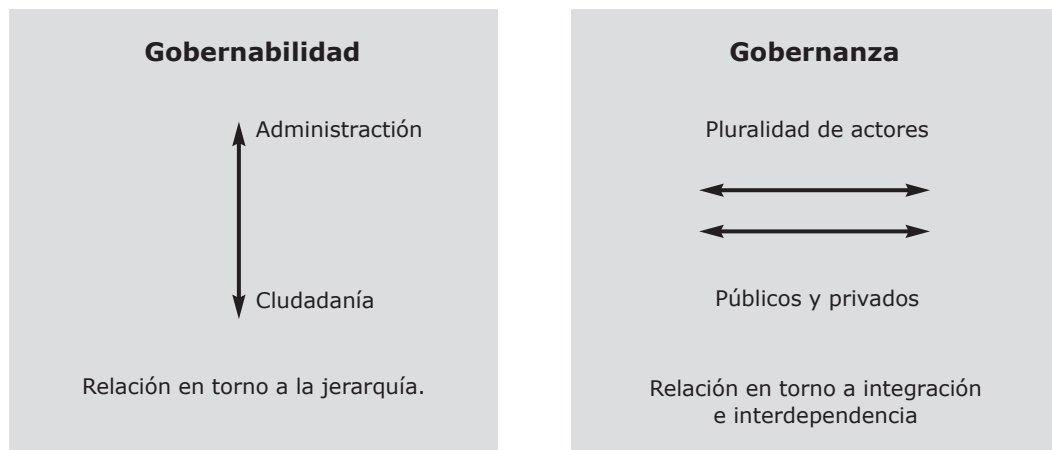 Gobernabilidad
Administractión
Cludadanía
Relación en torno a la jerarquía.
Gobernanza
Pluralidad de actores
Públicos y privados
Relación en torno a integración
e interdependencia